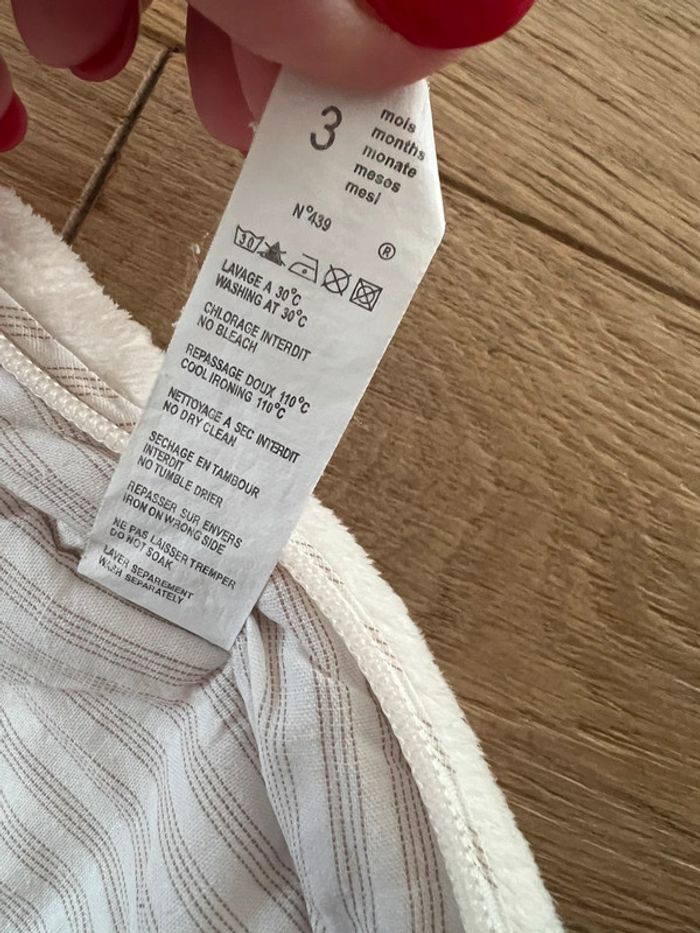 3
mois
months
monate
meses
mesi
N°439
®
30
LAVAGE A 30°C
WASHING AT 30°C
CHLORAGE INTERDIT
NO BLEACH
REPASSAGE DOUX 110°C
COOL IRONING 110°C
NETTOYAGE A SEC INTERDIT
NO DRY CLEAN
SECHAGE EN TAMBOUR
INTERDIT
NO TUMBLE DRIER
REPASSER SUR ENVERS
IRON ON WRONG SIDE
NE PAS LAISSER TREMPER
DO NOT SOAK
LAVER SEPAREMENT
WASH SEPARATELY